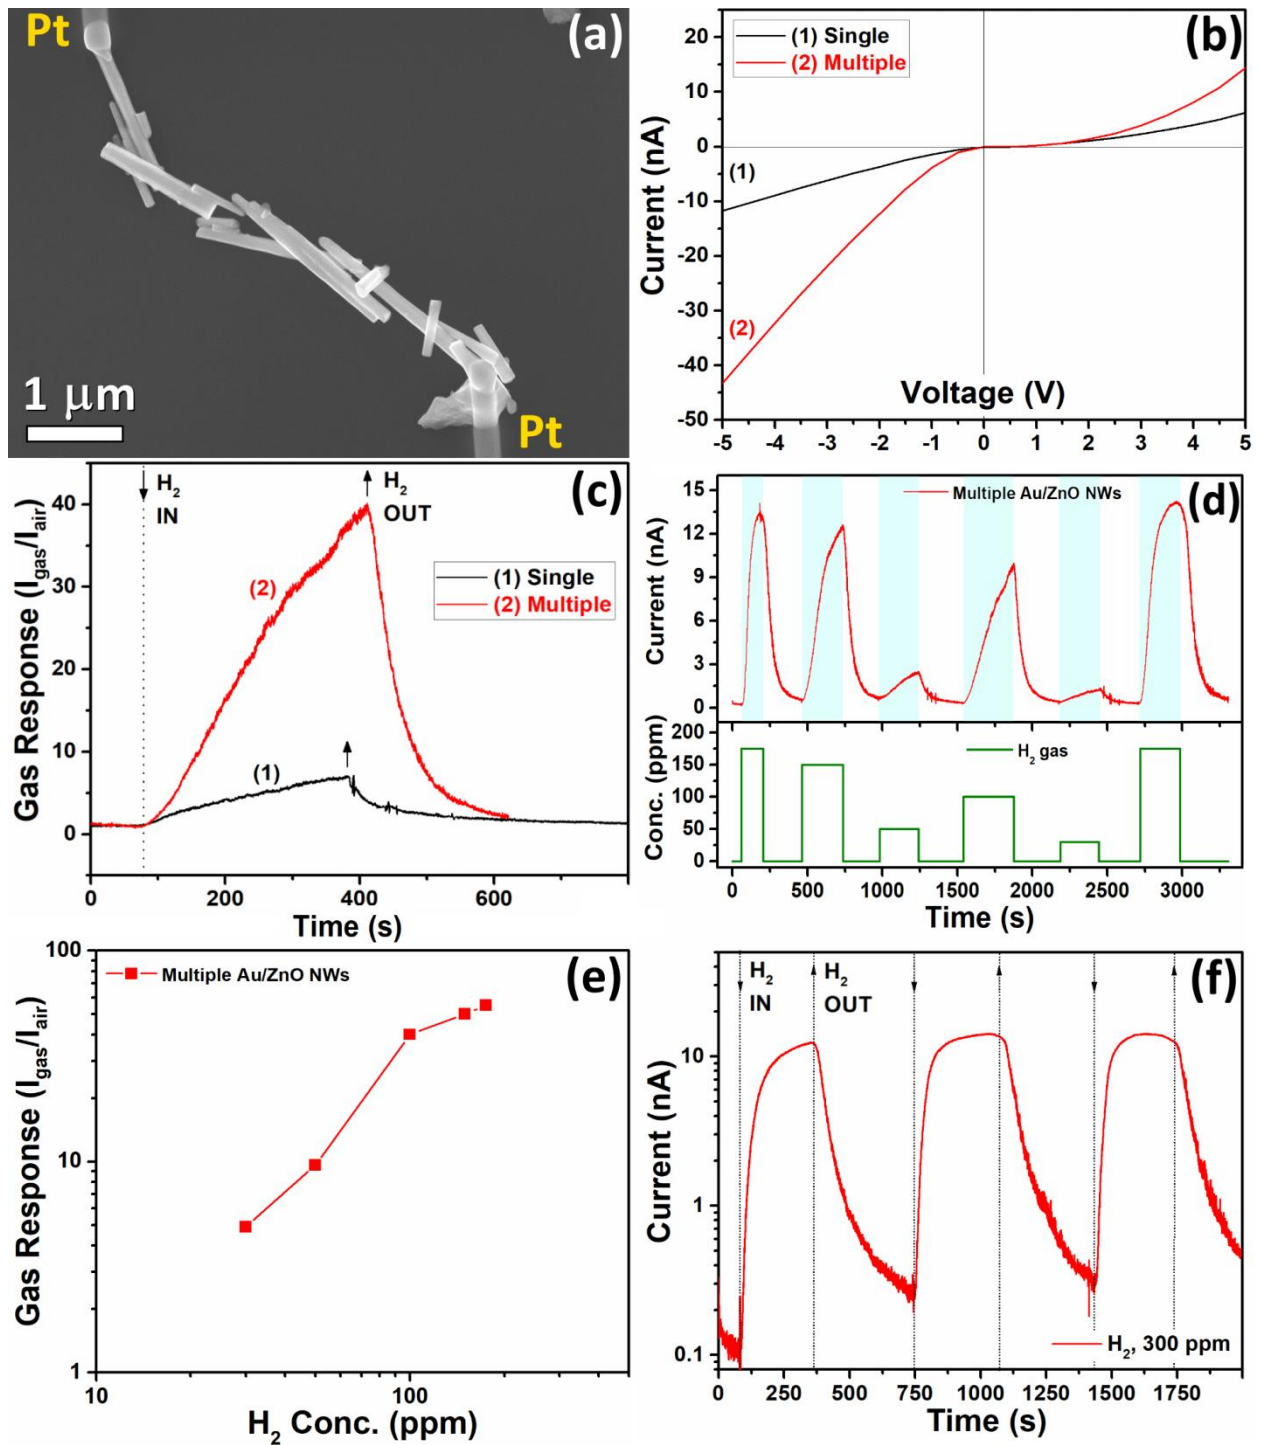 Pt
(a)
1 μm
Pt
(b)
(1) Single
(2) Multiple
Current (nA)
20
10
0
-10
-20
-30
-40
-50
(1)
(2)
Voltage (V)
-5 -4 -3 -2 -1 0 1 2 3 4 5
(c)
H2 IN
H2 OUT
Gas Response (Igas/Iair)
40
30
20
10
0
(2)
(1)
(1) Single
(2) Multiple
0 200 400 600
Time (s)
(d)
Multiple Au/ZnO NWs
Current (nA)
15
12
9
6
3
0
Conc. (ppm)
200
150
100
50
0
H2 gas
0 500 1000 1500 2000 2500 3000
Time (s)
(e)
Multiple Au/ZnO NWs
Gas Response (Igas/Iair)
100
10
1
10 100
H2 Conc. (ppm)
(f)
H2 IN
H2 OUT
Current (nA)
10
1
0.1
H2, 300 ppm
0 250 500 750 1000 1250 1500 1750
Time (s)